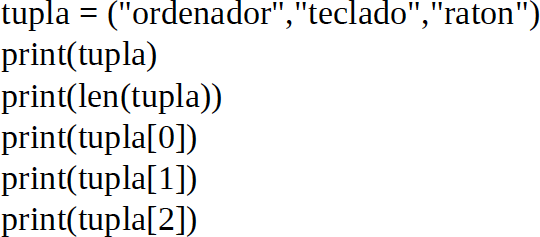 tupla = ("ordenador","teclado","raton")
print(tupla)
print(len(tupla))
print(tupla[0])
print(tupla[1])
print(tupla[2])